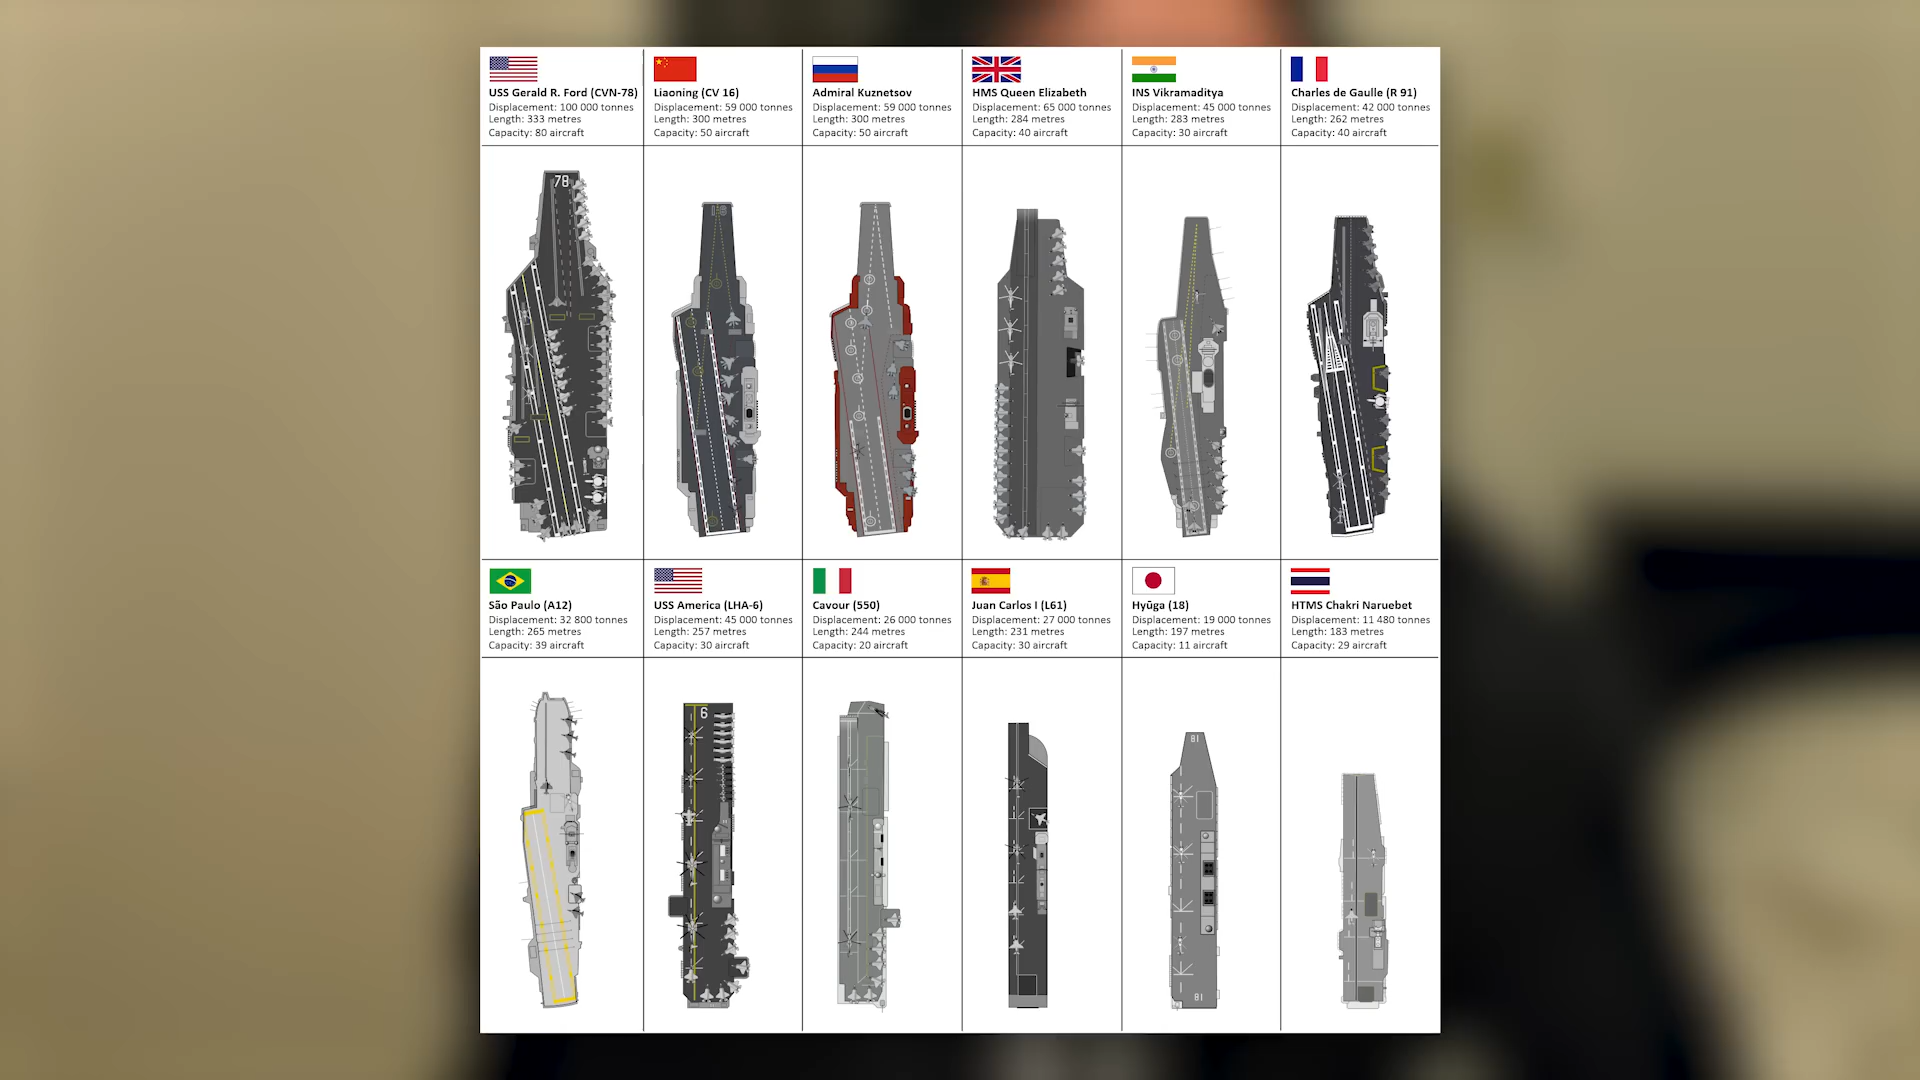 USS Gerald R. Ford (CVN-78)
Displacement: 100 000 tonnes
Length: 333 metres
Capacity: 80 aircraft
Liaoning (CV 16)
Displacement: 59 000 tonnes
Length: 300 metres
Capacity: 50 aircraft
Admiral Kuznetsov
Displacement: 59 000 tonnes
Length: 300 metres
Capacity: 50 aircraft
HMS Queen Elizabeth
Displacement: 65 000 tonnes
Length: 284 metres
Capacity: 40 aircraft
INS Vikramaditya
Displacement: 45 000 tonnes
Length: 283 metres
Capacity: 30 aircraft
Charles de Gaulle (R 91)
Displacement: 42 000 tonnes
Length: 262 metres
Capacity: 40 aircraft
78
São Paulo (A12)
Displacement: 32 800 tonnes
Length: 265 metres
Capacity: 39 aircraft
USS America (LHA-6)
Displacement: 45 000 tonnes
Length: 257 metres
Capacity: 30 aircraft
Cavour (550)
Displacement: 26 000 tonnes
Length: 244 metres
Capacity: 20 aircraft
Juan Carlos I (L61)
Displacement: 27 000 tonnes
Length: 231 metres
Capacity: 30 aircraft
Hyūga (18)
Displacement: 19 000 tonnes
Length: 197 metres
Capacity: 11 aircraft
HTMS Chakri Naruebet
Displacement: 11 480 tonnes
Length: 183 metres
Capacity: 29 aircraft
6
18
18